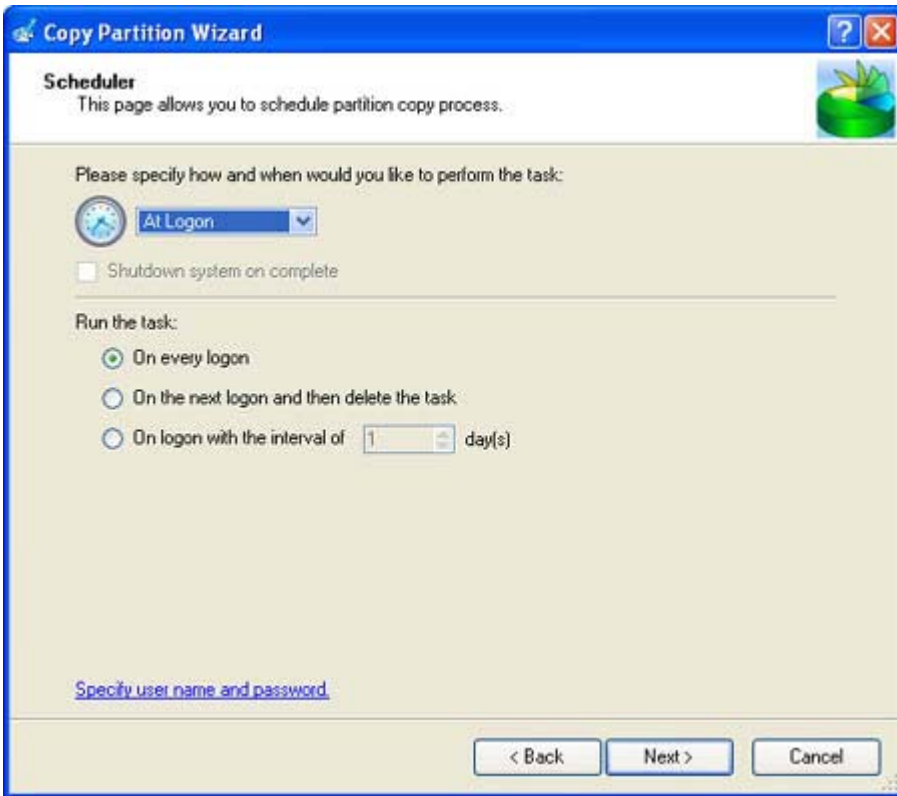 Copy Partition Wizard
Scheduler
This page allows you to schedule partition copy process.
Please specify how and when would you like to perform the task:
At Logon
Shutdown system on complete
Run the task:
On every logon
On the next logon and then delete the task
On logon with the interval of 1 day(s)
Specify user name and password.
< Back Next > Cancel